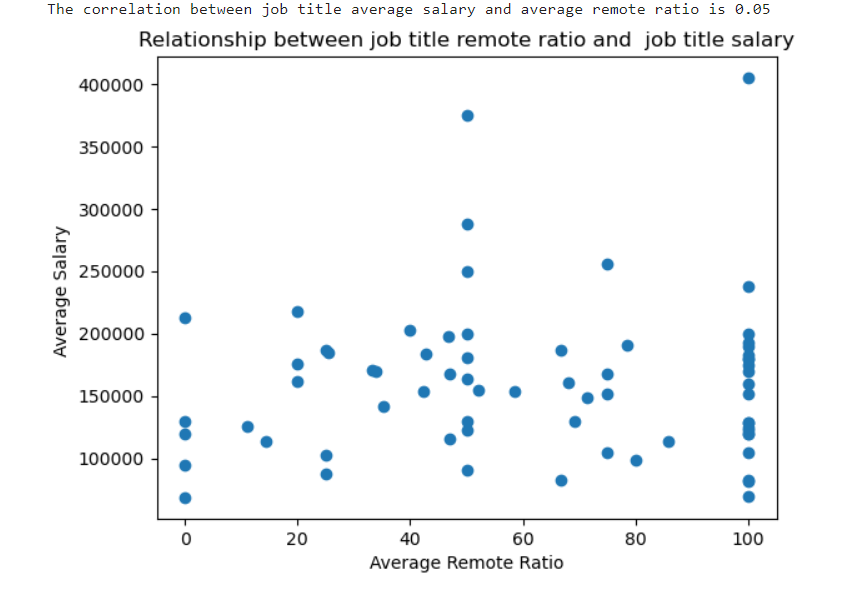 The correlation between job title average salary and average remote ratio is 0.05
Relationship between job title remote ratio and  job title salary
400000
350000
300000
250000
200000
150000
100000
Average Salary
0 20 40 60 80 100
Average Remote Ratio